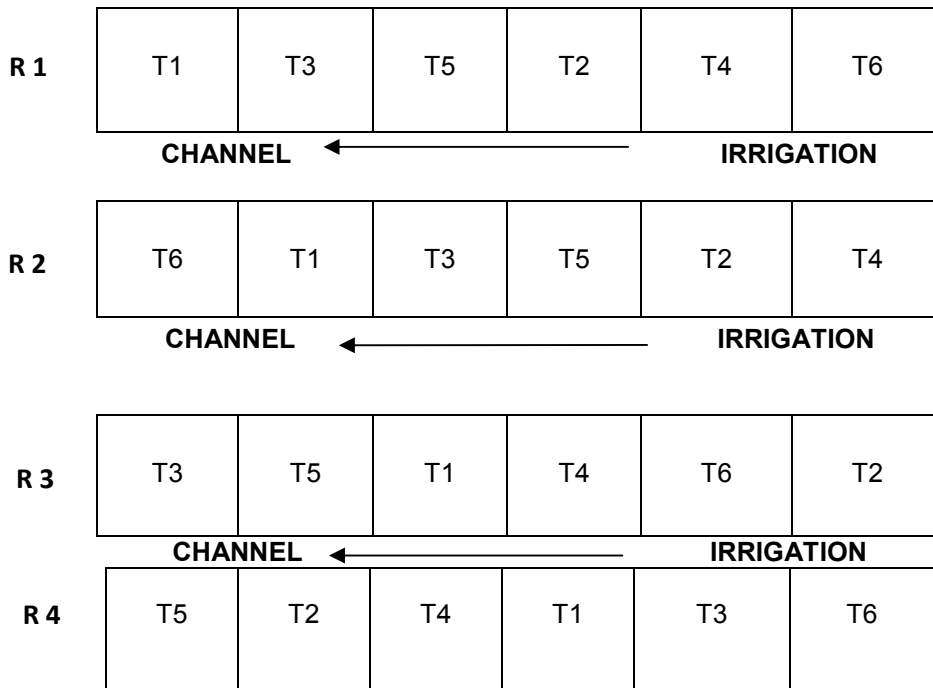 R 1 T1 T3 T5 T2 T4 T6
CHANNEL IRRIGATION
R 2 T6 T1 T3 T5 T2 T4
CHANNEL IRRIGATION
R 3 T3 T5 T1 T4 T6 T2
CHANNEL IRRIGATION
R 4 T5 T2 T4 T1 T3 T6